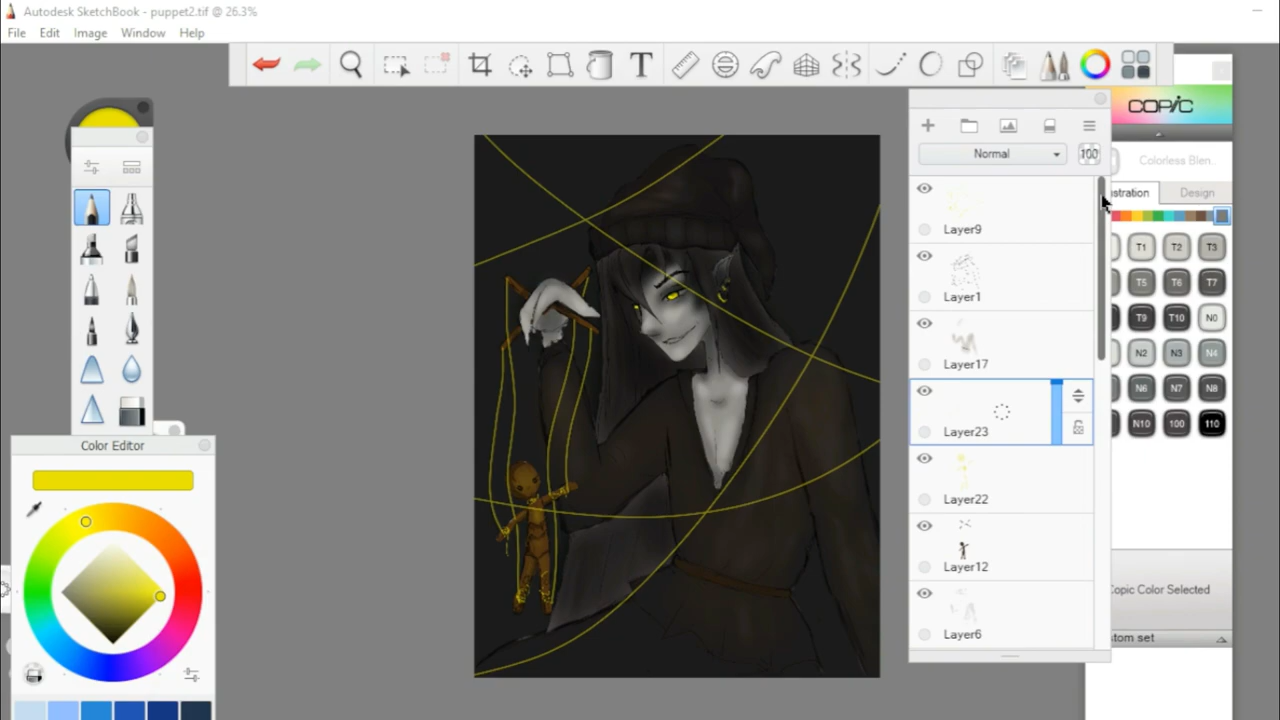 Autodesk SketchBook - puppet2.tif @ 26.3%
File Edit Image Window Help
T
COPIC
Normal
100
Colorless Blen..
stration Design
Layer9
Layer1
Layer17
Layer23
Layer22
Layer12
Layer6
T1 T2 T3
T5 T6 T7
T9 T10 N0
N2 N3 N4
N6 N7 N8
N10 100 110
Copic Color Selected
tom set
Color Editor